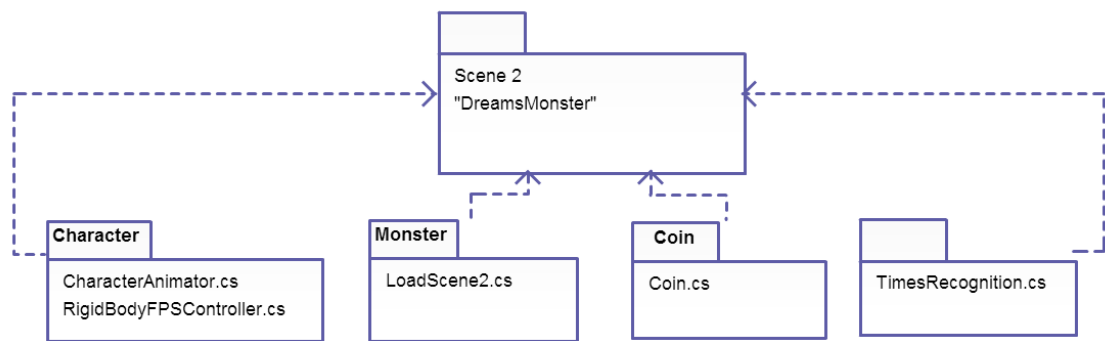 Scene 2
"DreamsMonster"
Character
CharacterAnimator.cs
RigidBodyFPSController.cs
Monster
LoadScene2.cs
Coin
Coin.cs
TimesRecognition.cs